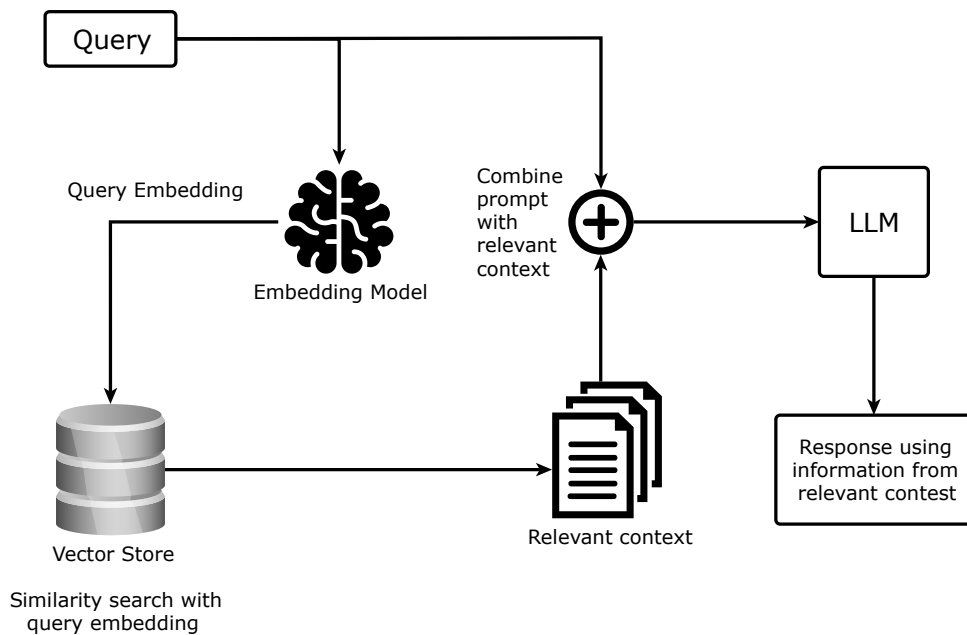 Query
Query Embedding
Embedding Model
Combine
prompt
with
relevant
context
LLM
Vector Store
Similarity search with
query embedding
Relevant context
Response using
information from
relevant contest